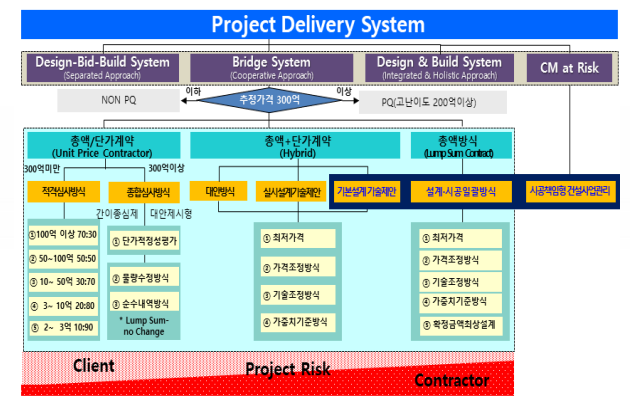 Project Delivery System
Design-Bid-Build System
(Separated Approach)
Bridge System
(Cooperative Approach)
Design & Build System
(Integrated & Holistic Approach)
CM at Risk
NON PQ
이하
추정가격 300억
이상
PQ(고난이도 200억이상)
총액/단가계약
(Unit Price Contractor)
총액+단가계약
(Hybrid)
총액방식
(Lump Sum Contract)
300억미만
300억이상
적격심사방식
종합심사방식
대안방식
실시설계기술제안
기본설계 기술제안
설계·시공일괄방식
시공책임형 건설사업관리
간이종심제
대안제시형
①100억 이상 70:30
② 50~100억 50:50
③ 10~ 50억 30:70
④ 3~ 10억 20:80
⑤ 2~ 3억 10:90
① 단가적정성평가
② 물량수정방식
③ 순수내역방식
* Lump Sum-
no Change
① 최저가격
② 가격조정방식
③ 기술조정방식
④ 가중치기준방식
① 최저가격
② 가격조정방식
③ 기술조정방식
④ 가중치기준방식
⑤ 확정금액최상설계
Client
Project Risk
Contractor